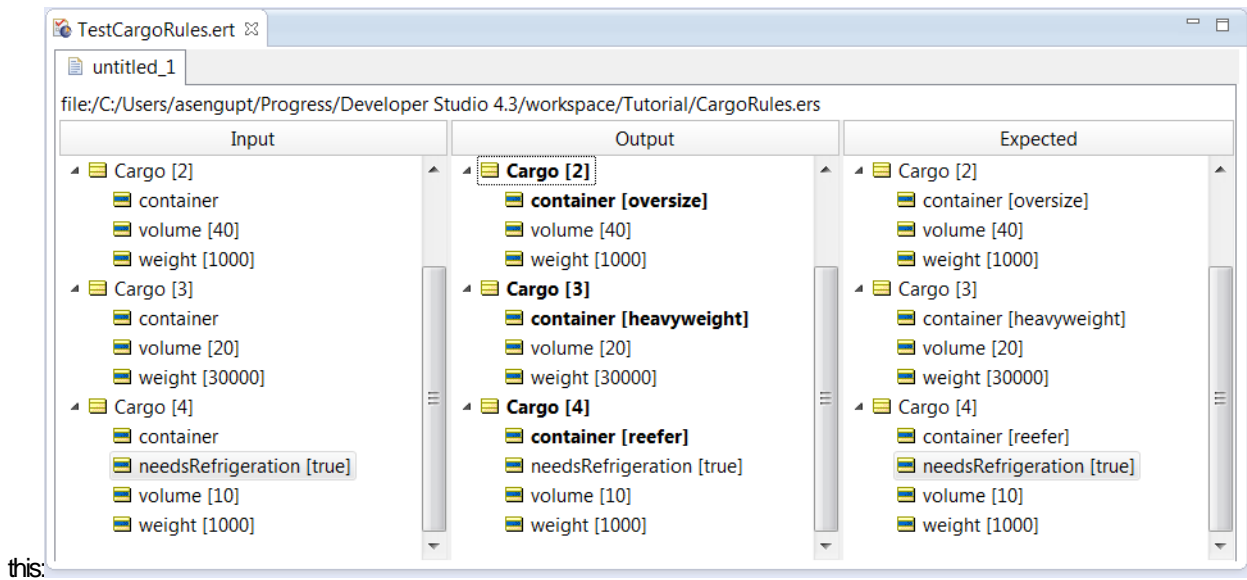 TestCargoRules.ert
untitled_1
file:/C:/Users/asengupt/Progress/Developer Studio 4.3/workspace/Tutorial/CargoRules.ers
Input Output Expected
Cargo [2] Cargo [2] Cargo [2]
container container [oversize] container [oversize]
volume [40] volume [40] volume [40]
weight [1000] weight [1000] weight [1000]
Cargo [3] Cargo [3] Cargo [3]
container container [heavyweight] container [heavyweight]
volume [20] volume [20] volume [20]
weight [30000] weight [30000] weight [30000]
Cargo [4] Cargo [4] Cargo [4]
container container [reefer] container [reefer]
needsRefrigeration [true] needsRefrigeration [true] needsRefrigeration [true]
volume [10] volume [10] volume [10]
weight [1000] weight [1000] weight [1000]
this: